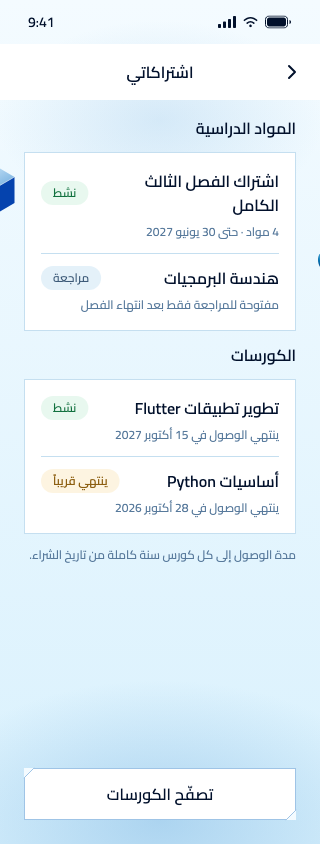 9:41
اشتراكاتي
المواد الدراسية
اشتراك الفصل الثالث
الكامل
نشط
4 مواد · حتى 30 يونيو 2027
هندسة البرمجيات
مراجعة
مفتوحة للمراجعة فقط بعد انتهاء الفصل
الكورسات
تطوير تطبيقات Flutter
نشط
ينتهي الوصول في 15 أكتوبر 2027
أساسيات Python
ينتهي قريباً
ينتهي الوصول في 28 أكتوبر 2026
مدة الوصول إلى كل كورس سنة كاملة من تاريخ الشراء.
تصفّح الكورسات